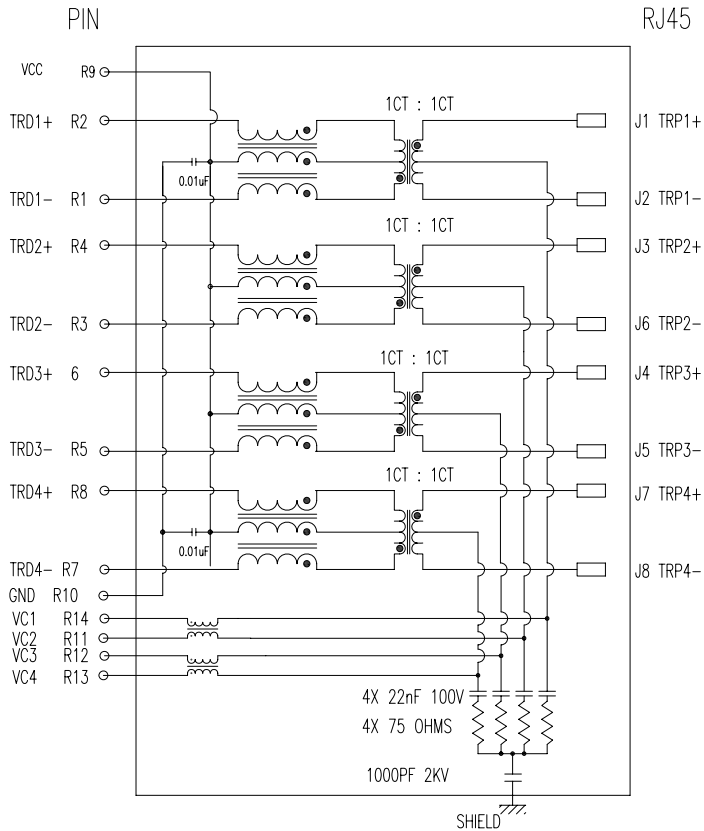 PIN RJ45
VCC R9
1CT : 1CT
TRD1+ R2 J1 TRP1+
0.01uF
TRD1- R1 J2 TRP1-
1CT : 1CT
TRD2+ R4 J3 TRP2+
TRD2- R3 J6 TRP2-
1CT : 1CT
TRD3+ 6 J4 TRP3+
TRD3- R5 J5 TRP3-
1CT : 1CT
TRD4+ R8 J7 TRP4+
0.01uF
TRD4- R7 J8 TRP4-
GND R10
VC1 R14
VC2 R11
VC3 R12
VC4 R13
4X 22nF 100V
4X 75 OHMS
1000PF 2KV
SHIELD